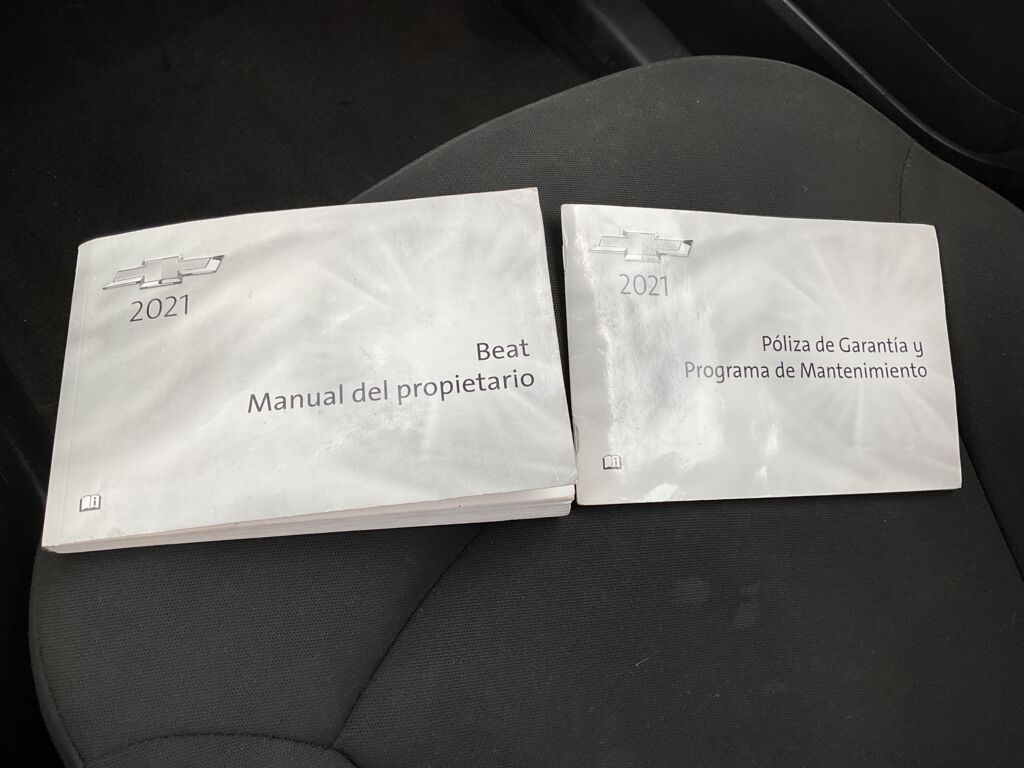 2021
Beat
Manual del propietario
2021
Póliza de Garantía y
Programa de Mantenimiento